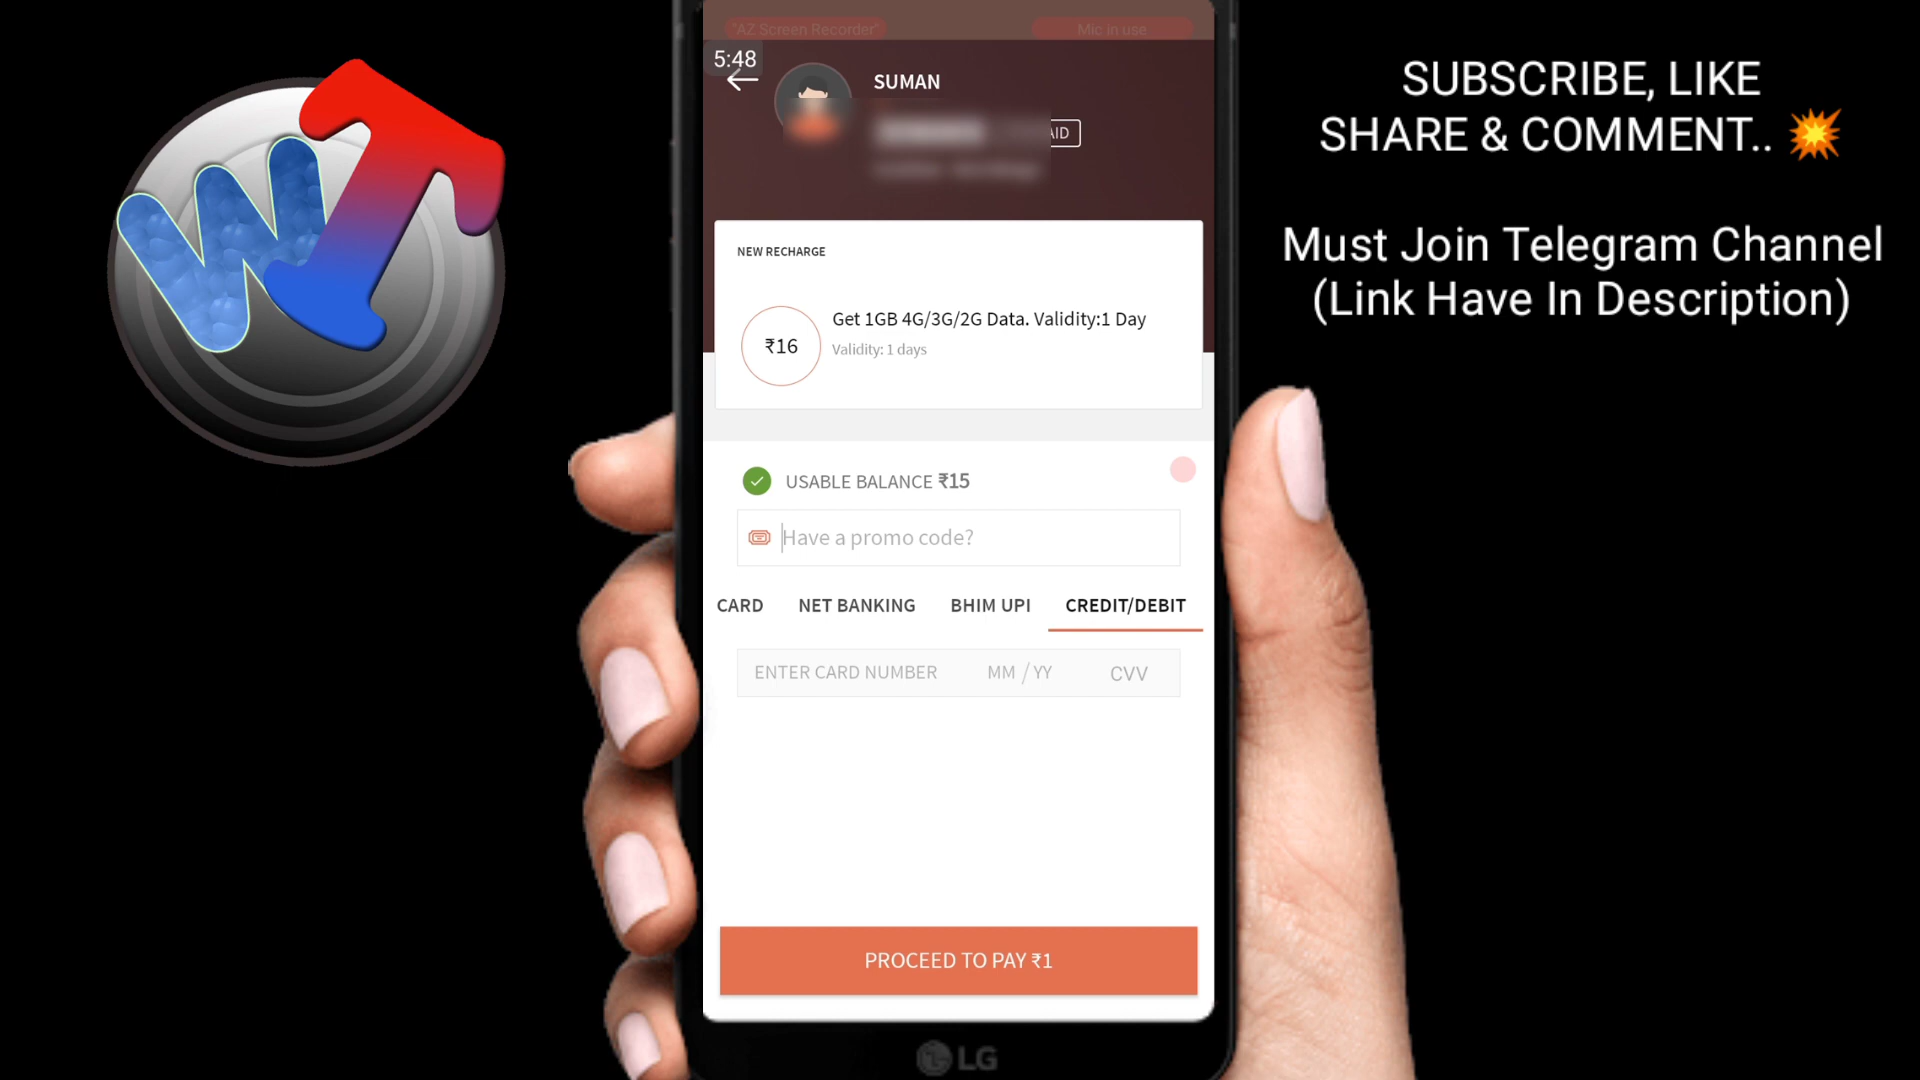 "AZ Screen Recorder"
Mic in use
5:48
SUMAN
AID
NEW RECHARGE
₹16
Get 1GB 4G/3G/2G Data. Validity:1 Day
Validity: 1 days
USABLE BALANCE ₹15
Have a promo code?
CARD NET BANKING BHIM UPI CREDIT/DEBIT
ENTER CARD NUMBER MM / YY CVV
PROCEED TO PAY ₹1
LG
WT
SUBSCRIBE, LIKE
SHARE & COMMENT.. 💥
Must Join Telegram Channel
(Link Have In Description)